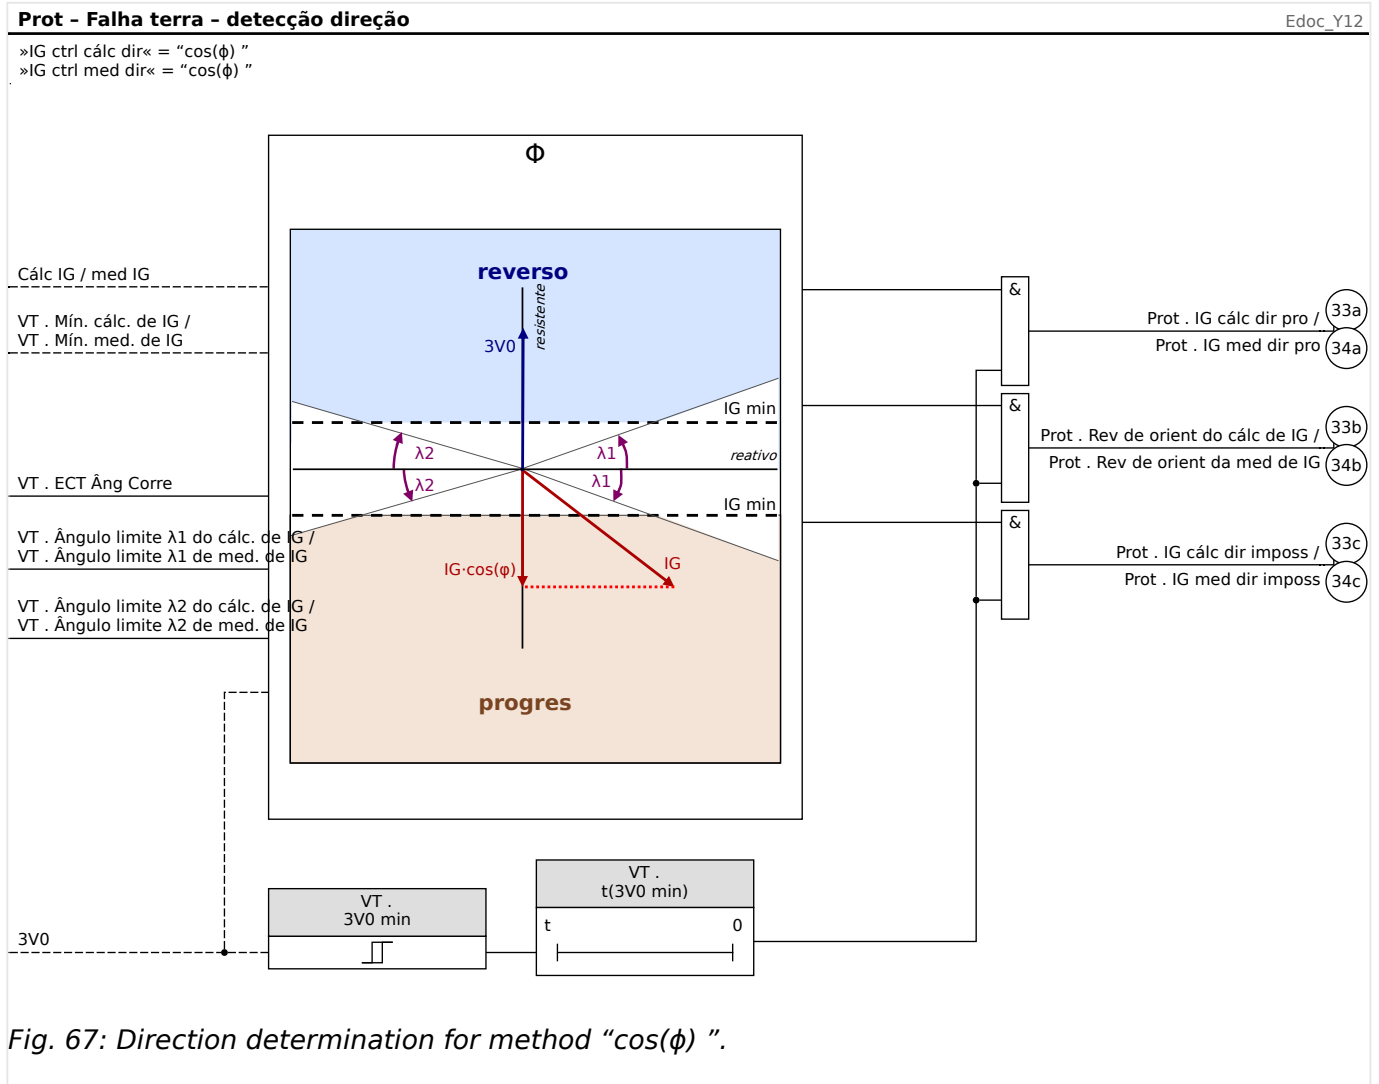 Prot – Falha terra – detecção direção
Edoc_Y12
»IG ctrl cálc dir« = “cos(ϕ) ”
»IG ctrl med dir« = “cos(ϕ) ”
Φ
Cálc IG / med IG
VT . Mín. cálc. de IG /
VT . Mín. med. de IG
VT . ECT Âng Corre
VT . Ângulo limite λ1 do cálc. de IG /
VT . Ângulo limite λ1 de med. de IG
VT . Ângulo limite λ2 do cálc. de IG /
VT . Ângulo limite λ2 de med. de IG
3V0
reverso
resistente
3V0
IG min
λ2
λ1
reativo
λ2
λ1
IG min
IG·cos(φ)
IG
progres
VT .
3V0 min
VT .
t(3V0 min)
t
0
&
Prot . IG cálc dir pro /
33a
Prot . IG med dir pro
34a
&
Prot . Rev de orient do cálc de IG /
33b
Prot . Rev de orient da med de IG
34b
&
Prot . IG cálc dir imposs /
33c
Prot . IG med dir imposs
34c
Fig. 67: Direction determination for method “cos(ϕ) ”.